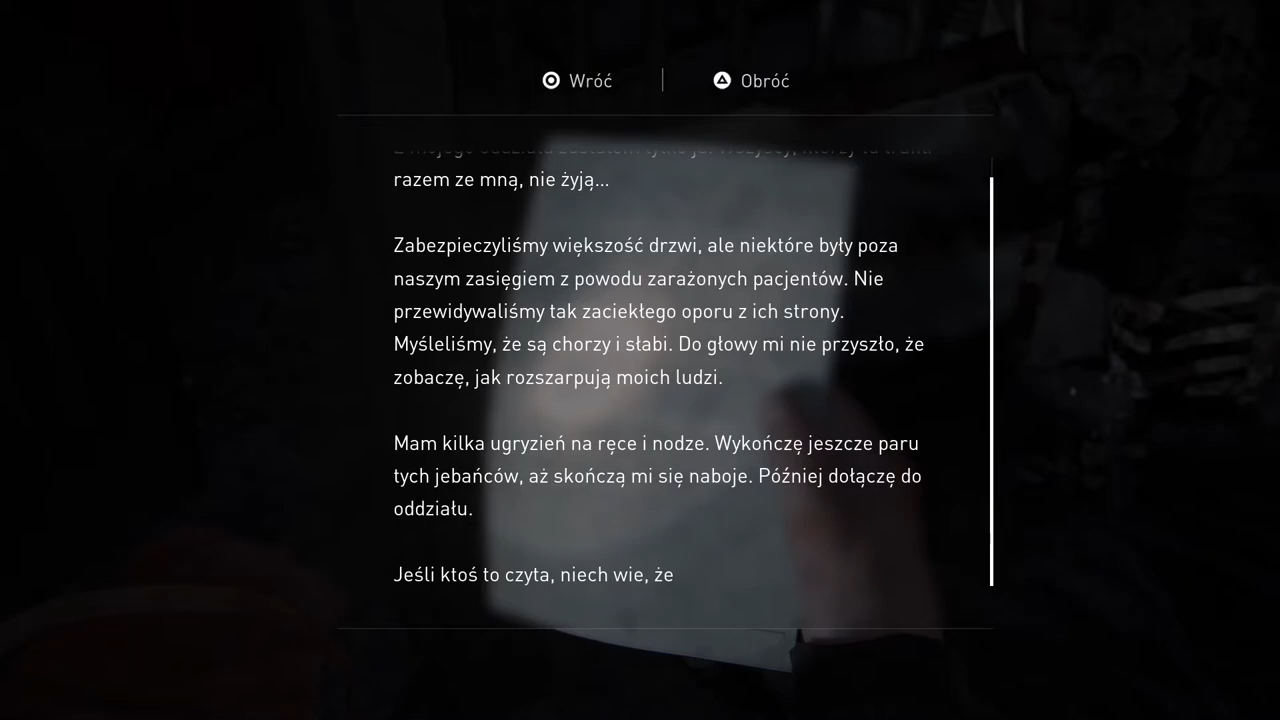 Wróć
Obróć
razem ze mną, nie żyją...
Zabezpieczyliśmy większość drzwi, ale niektóre były poza
naszym zasięgiem z powodu zarażonych pacjentów. Nie
przewidywaliśmy tak zaciekłego oporu z ich strony.
Myśleliśmy, że są chorzy i słabi. Do głowy mi nie przyszło, że
zobaczę, jak rozszarpują moich ludzi.
Mam kilka ugryzień na ręce i nodze. Wykończę jeszcze paru
tych jebańców, aż skończą mi się naboje. Później dołączę do
oddziału.
Jeśli ktoś to czyta, niech wie, że